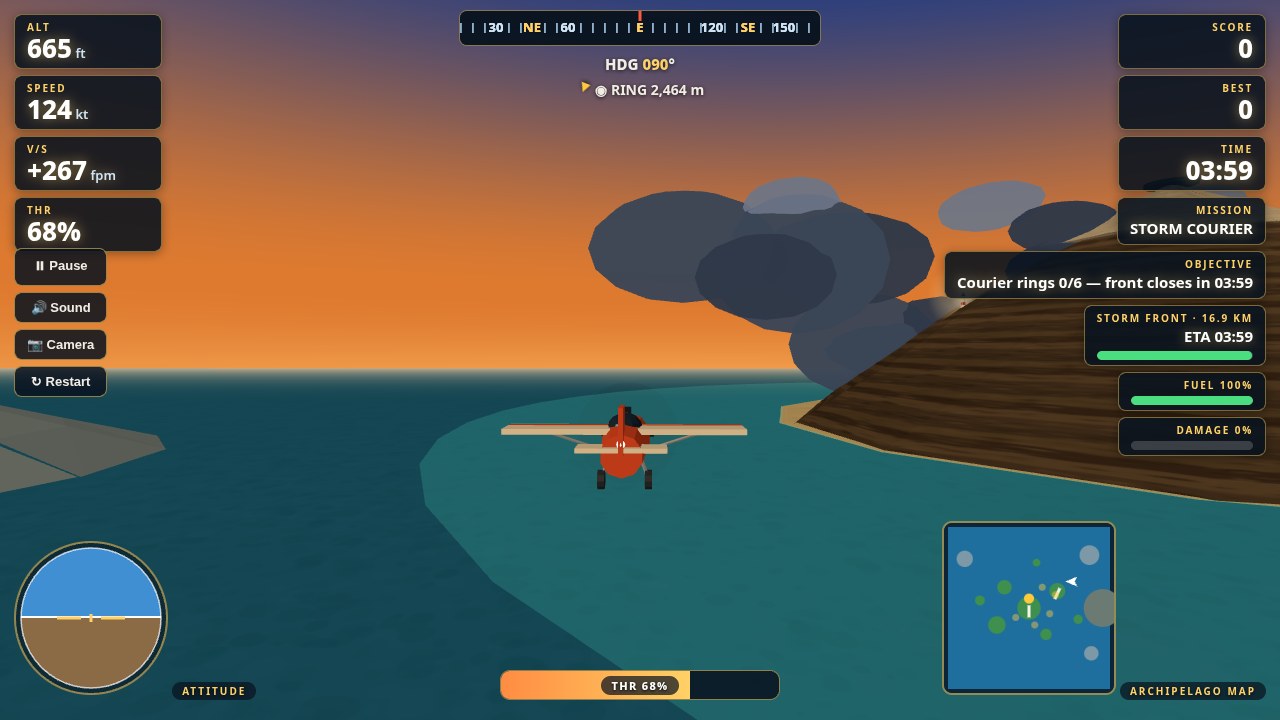 ALT
665 ft
SPEED
124 kt
V/S
+267 fpm
THR
68%
⏸ Pause
🔊 Sound
📷 Camera
↻ Restart
30 NE 60 E 120 SE 150
HDG 090°
◉ RING 2,464 m
SCORE
0
BEST
0
TIME
03:59
MISSION
STORM COURIER
OBJECTIVE
Courier rings 0/6 — front closes in 03:59
STORM FRONT · 16.9 KM
ETA 03:59
FUEL 100%
DAMAGE 0%
ATTITUDE
THR 68%
ARCHIPELAGO MAP